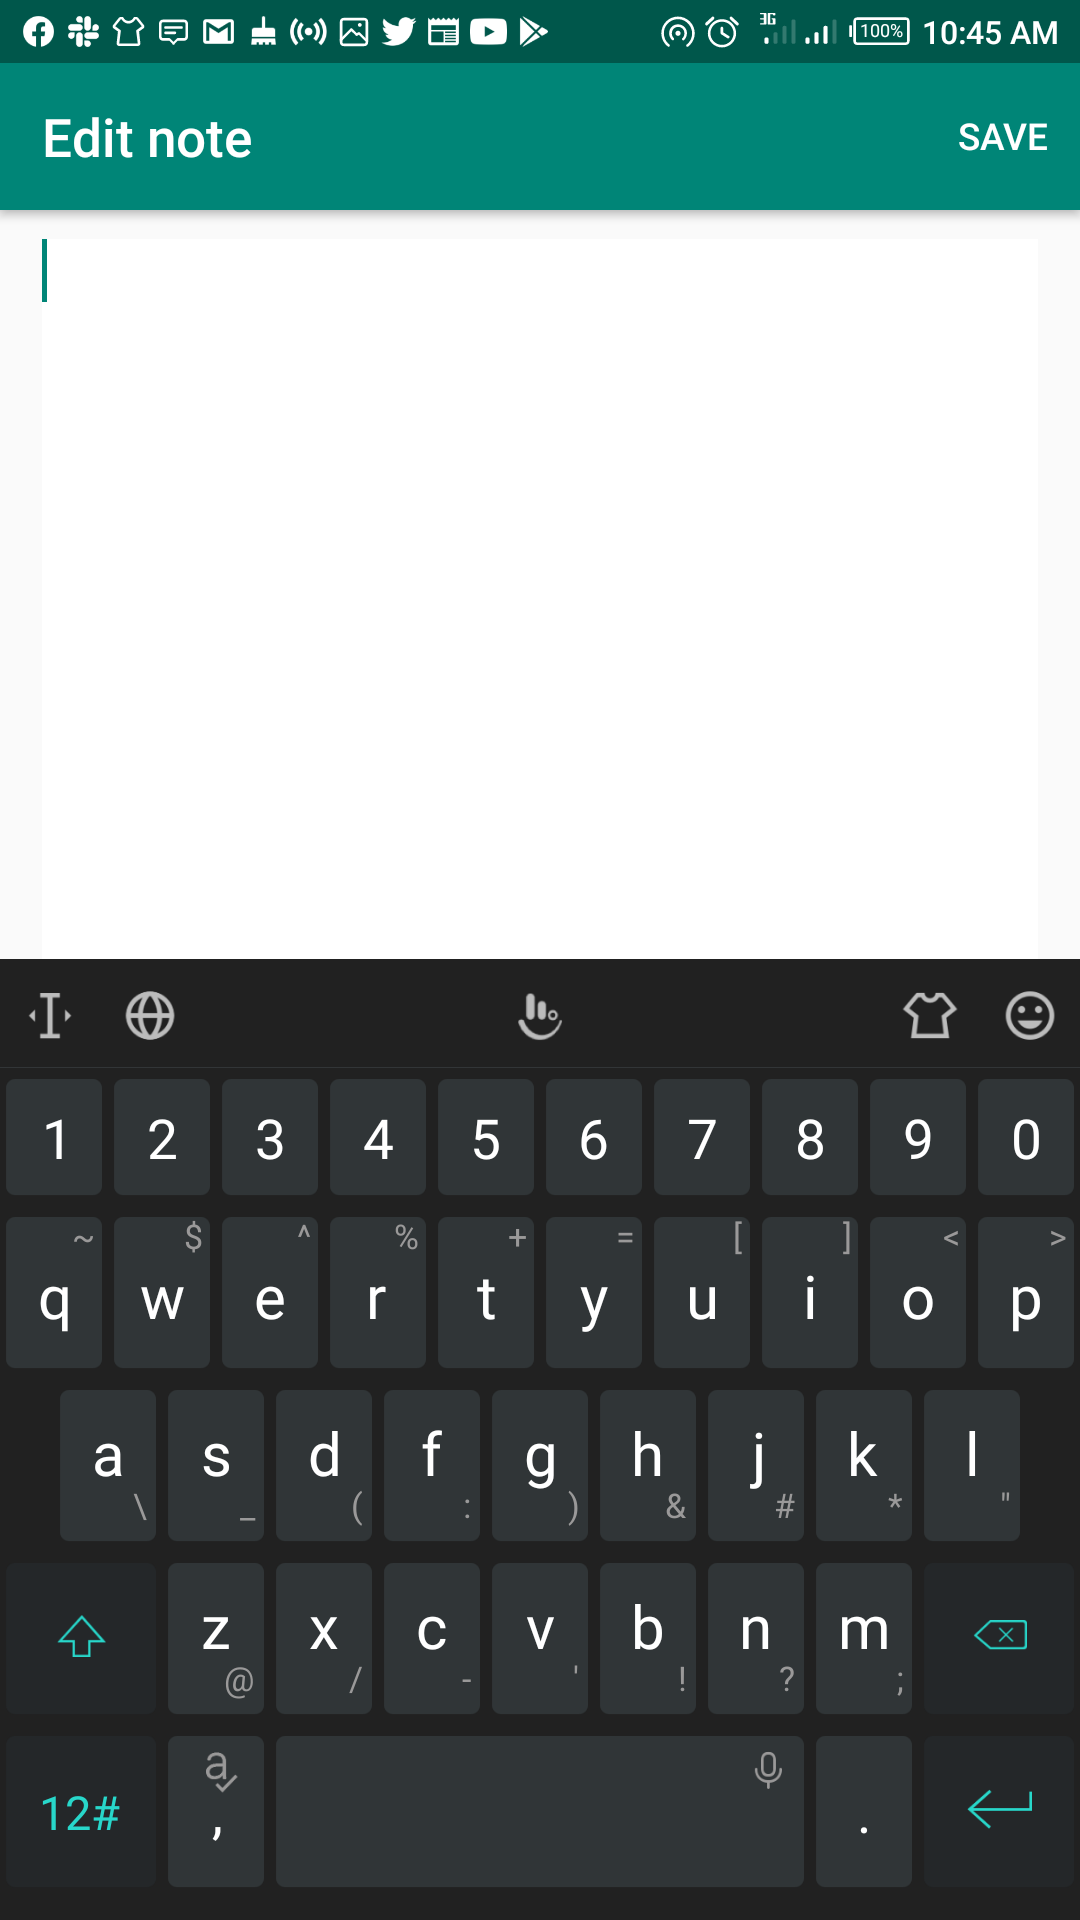 3G 100% 10:45 AM
Edit note SAVE
1 2 3 4 5 6 7 8 9 0
~ $ ^ % + = [ ] < >
q w e r t y u i o p
a s d f g h j k l
\ _ ( : ) & # * "
z x c v b n m
@ / - ' ! ? ;
a
12# , .